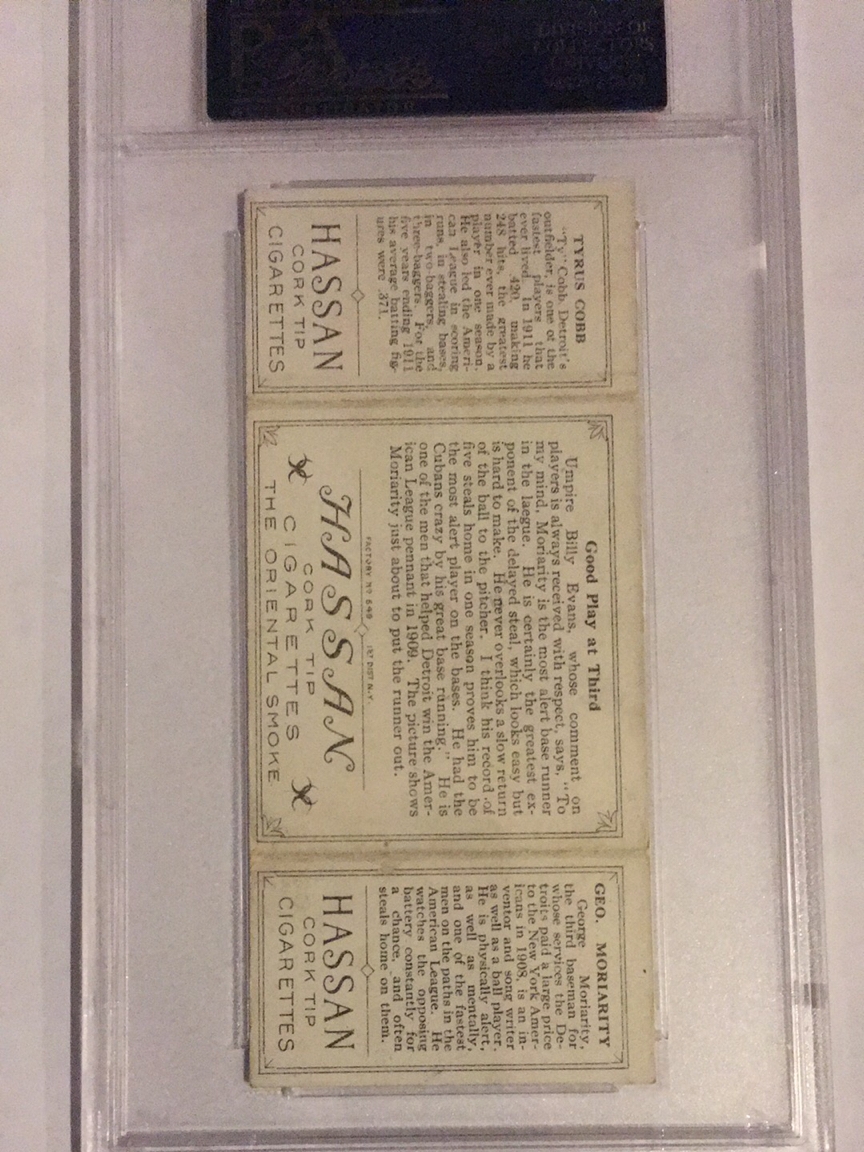 TYRUS COBB
"Ty" Cobb, Detroit's
outfielder, is one of the
fastest players that
ever lived. In 1911 he
batted .420, making
248 hits, the greatest
number ever made by a
player in one season.
He also led the Ameri-
can League in scoring
runs, in stealing bases,
in two-baggers, and
three-baggers. For the
five years ending 1911
his average batting fig-
ures were .371.
HASSAN
CORK TIP
CIGARETTES
Good Play at Third
Umpire Billy Evans, whose comment on
players is always received with respect, says, "To
my mind, Moriarity is the most alert base runner
in the laegue. He is certainly the greatest ex-
ponent of the delayed steal, which looks easy but
is hard to make. He never overlooks a slow return
of the ball to the pitcher. I think his record of
five steals home in one season proves him to be
the most alert player on the bases. He had the
Cubans crazy by his great base running." He is
one of the men that helped Detroit win the Amer-
ican League pennant in 1909. The picture shows
Moriarity just about to put the runner out.
FACTORY Nº 649 1ST DIST. N.Y.
HASSAN
CORK TIP
CIGARETTES
THE ORIENTAL SMOKE
GEO. MORIARITY
George Moriarity,
the third baseman for
whose services the De-
troits paid a large price
to the New York Amer-
icans in 1908, is an in-
ventor and song writer
as well as a ball player.
He is physically alert,
as well as mentally,
and one of the fastest
men on the paths in the
American League. He
watches the opposing
battery constantly for
a chance, and often
steals home on them.
HASSAN
CORK TIP
CIGARETTES